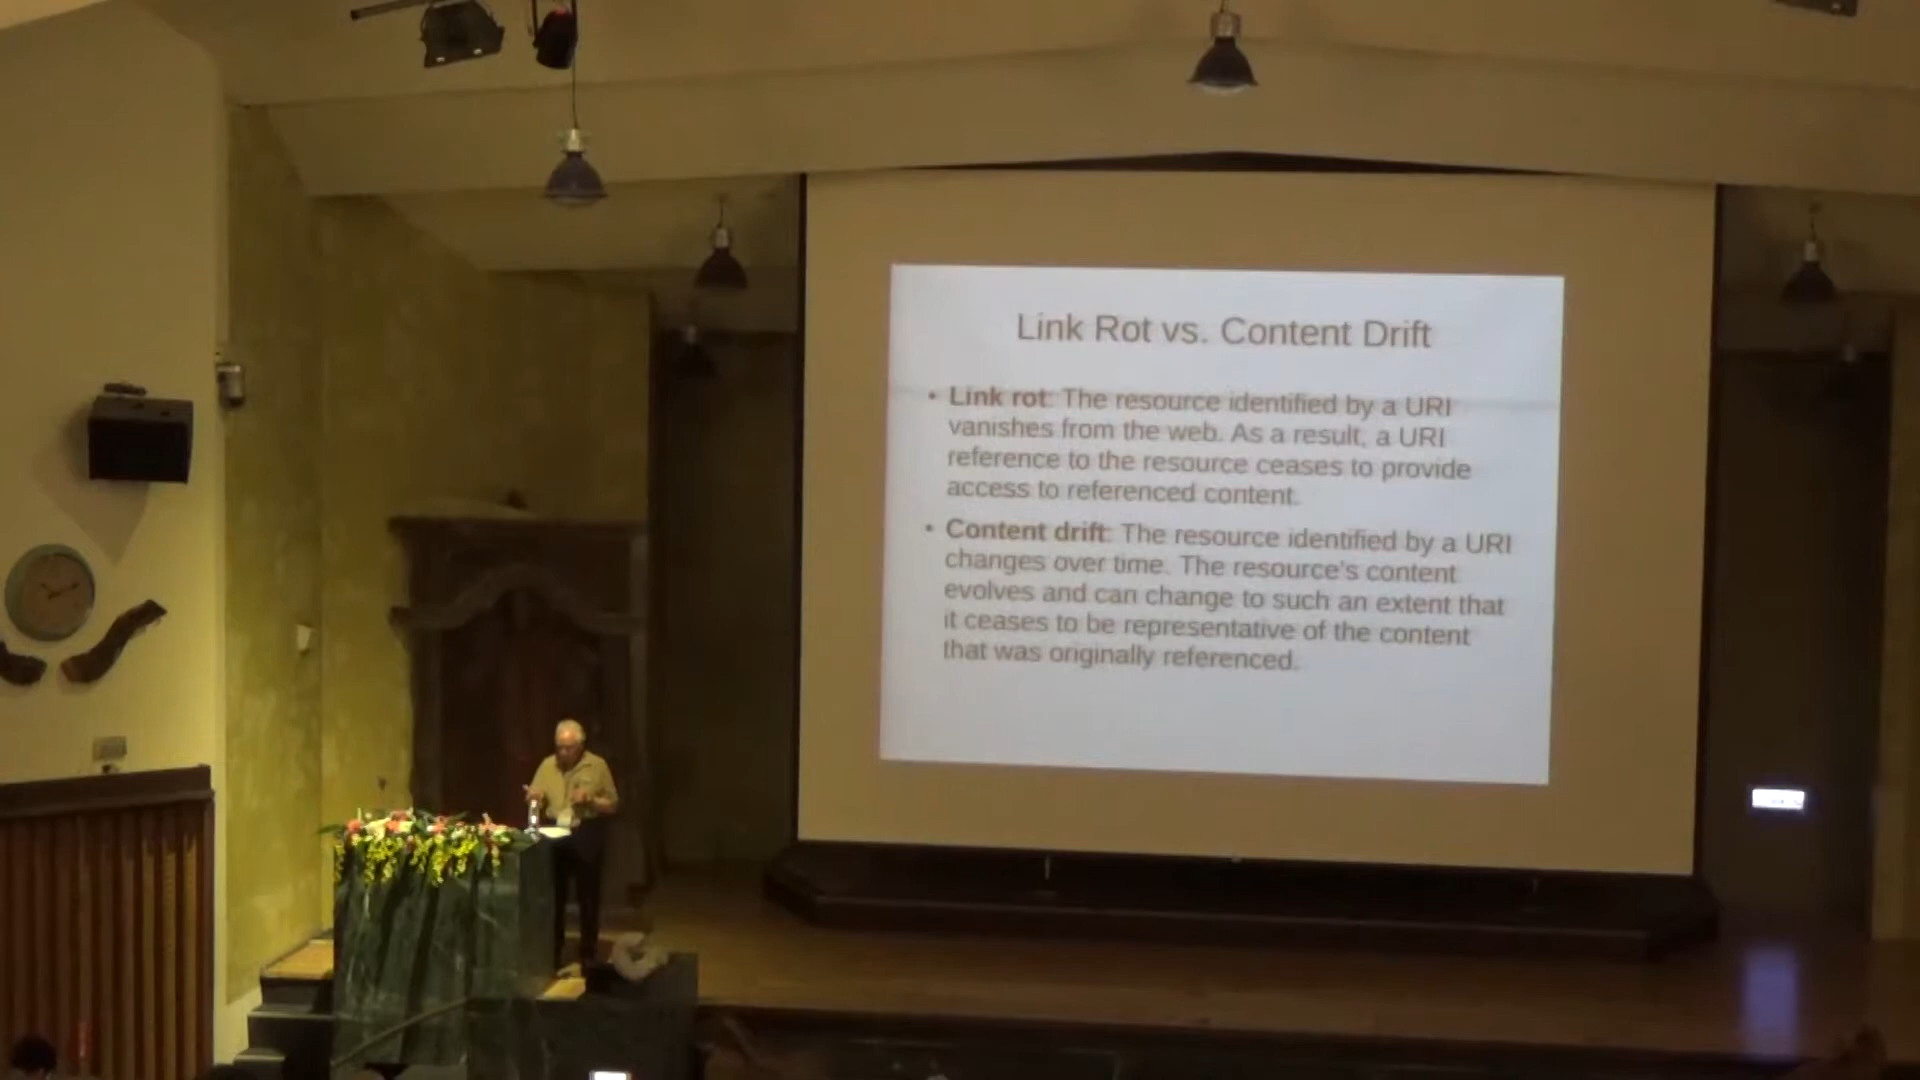 Link Rot vs. Content Drift
• Link rot: The resource identified by a URI
vanishes from the web. As a result, a URI
reference to the resource ceases to provide
access to referenced content.
• Content drift: The resource identified by a URI
changes over time. The resource's content
evolves and can change to such an extent that
it ceases to be representative of the content
that was originally referenced.